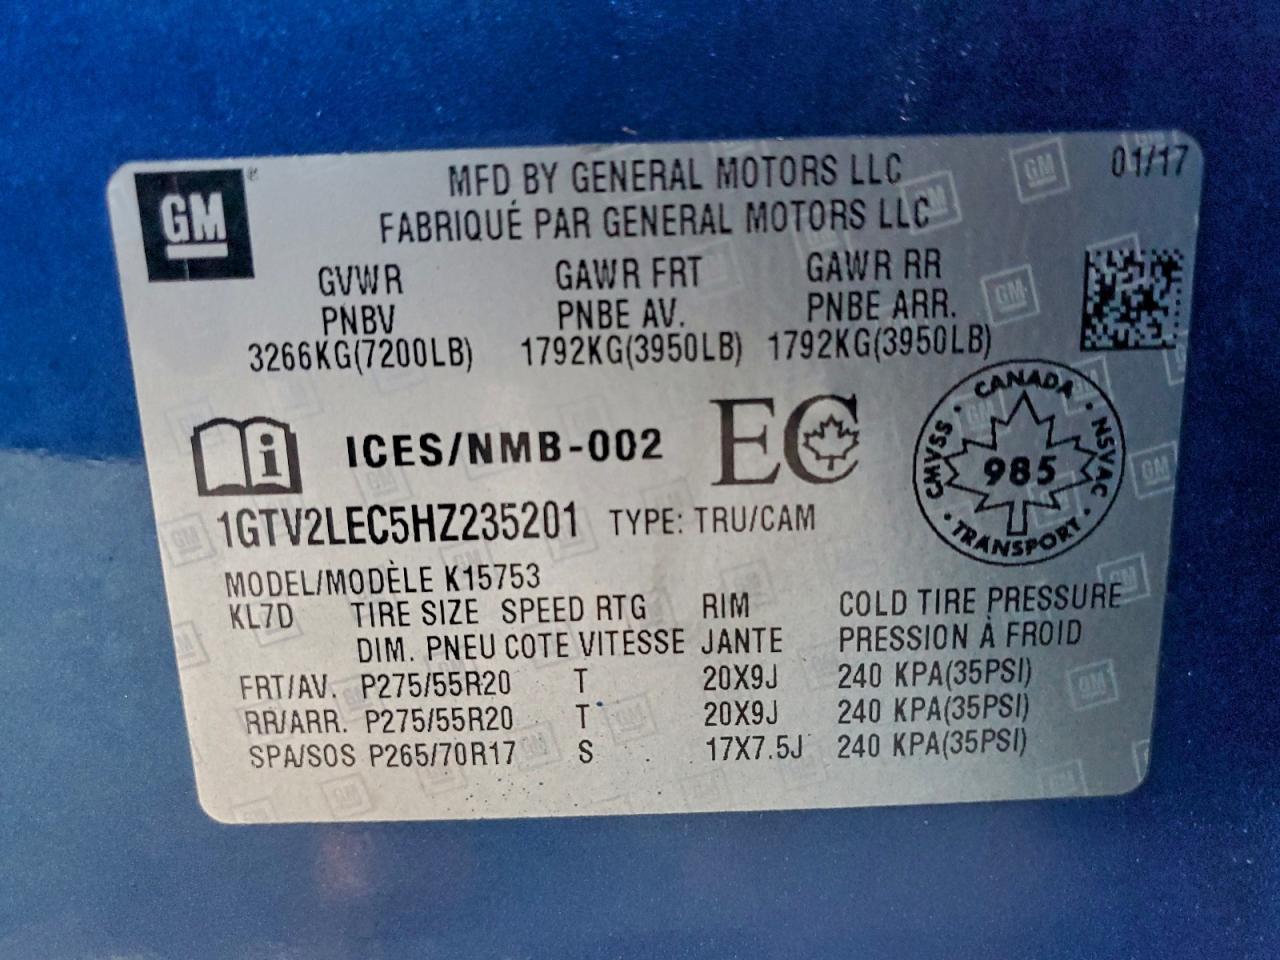 GM
MFD BY GENERAL MOTORS LLC
01/17
FABRIQUÉ PAR GENERAL MOTORS LLC
GVWR GAWR FRT GAWR RR
PNBV PNBE AV. PNBE ARR.
3266KG(7200LB) 1792KG(3950LB) 1792KG(3950LB)
i ICES/NMB-002 EC
CANADA · NSVAC · TRANSPORT · CMVSS ·
985
1GTV2LEC5HZ235201 TYPE: TRU/CAM
MODEL/MODÈLE K15753
KL7D TIRE SIZE SPEED RTG RIM COLD TIRE PRESSURE
DIM. PNEU COTE VITESSE JANTE PRESSION À FROID
FRT/AV. P275/55R20 T 20X9J 240 KPA(35PSI)
RR/ARR. P275/55R20 T 20X9J 240 KPA(35PSI)
SPA/SOS P265/70R17 S 17X7.5J 240 KPA(35PSI)